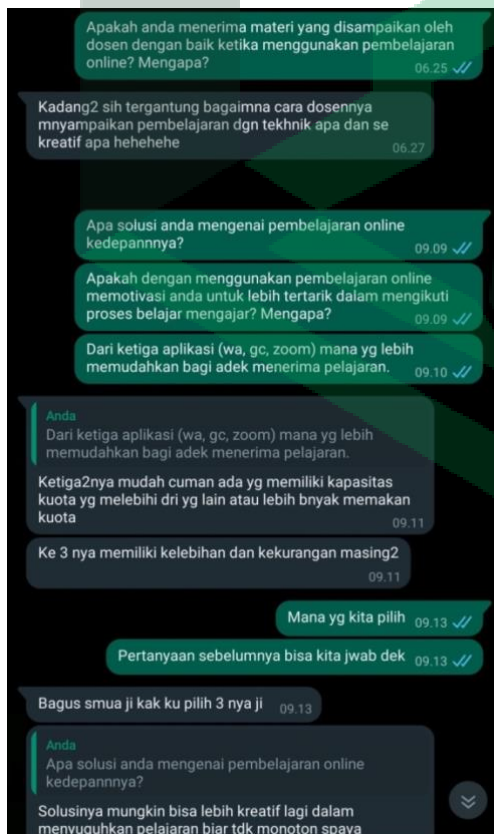 Apakah anda menerima materi yang disampaikan oleh
dosen dengan baik ketika menggunakan pembelajaran
online? Mengapa?
06.25
Kadang2 sih tergantung bagaimna cara dosennya
mnyampaikan pembelajaran dgn tekhnik apa dan se
kreatif apa hehehehe
06.27
Apa solusi anda mengenai pembelajaran online
kedepannnya?
09.09
Apakah dengan menggunakan pembelajaran online
memotivasi anda untuk lebih tertarik dalam mengikuti
proses belajar mengajar? Mengapa?
09.09
Dari ketiga aplikasi (wa, gc, zoom) mana yg lebih
memudahkan bagi adek menerima pelajaran. 09.10
Anda
Dari ketiga aplikasi (wa, gc, zoom) mana yg lebih
memudahkan bagi adek menerima pelajaran.
Ketiga2nya mudah cuman ada yg memiliki kapasitas
kuota yg melebihi dri yg lain atau lebih bnyak memakan
kuota
09.11
Ke 3 nya memiliki kelebihan dan kekurangan masing2
09.11
Mana yg kita pilih 09.13
Pertanyaan sebelumnya bisa kita jwab dek 09.13
Bagus smua ji kak ku pilih 3 nya ji 09.13
Anda
Apa solusi anda mengenai pembelajaran online
kedepannnya?
Solusinya mungkin bisa lebih kreatif lagi dalam
menyuguhkan pelajaran biar tdk monoton spaya